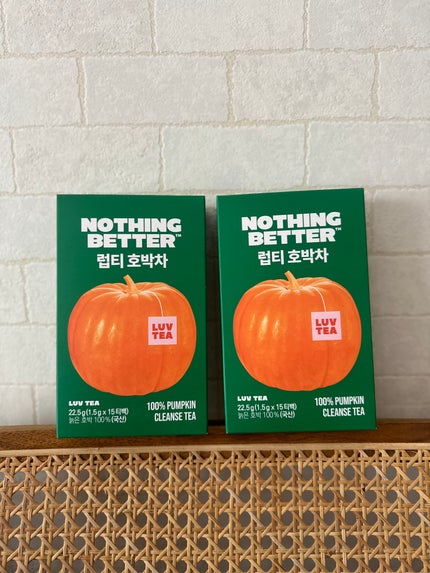 NOTHING
BETTER™
럽티 호박차
LUV
TEA
LUV TEA
22.5g(1.5g x 15티백)
늙은 호박 100%(국산)
100% PUMPKIN
CLEANSE TEA
NOTHING
BETTER™
럽티 호박차
LUV
TEA
LUV TEA
22.5g(1.5g x 15티백)
늙은 호박 100%(국산)
100% PUMPKIN
CLEANSE TEA